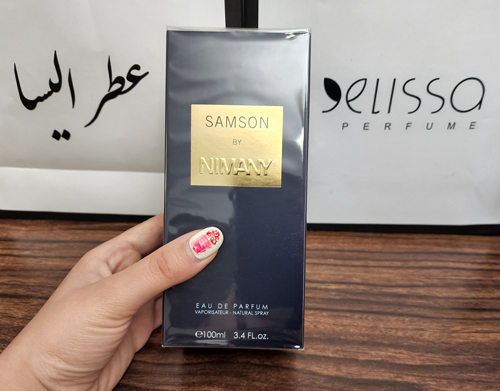 عطر اليسا
elissa
PERFUME
SAMSON
BY
NIMANY
EAU DE PARFUM
VAPORISATEUR - NATURAL SPRAY
℮100ml 3.4 FL.oz.